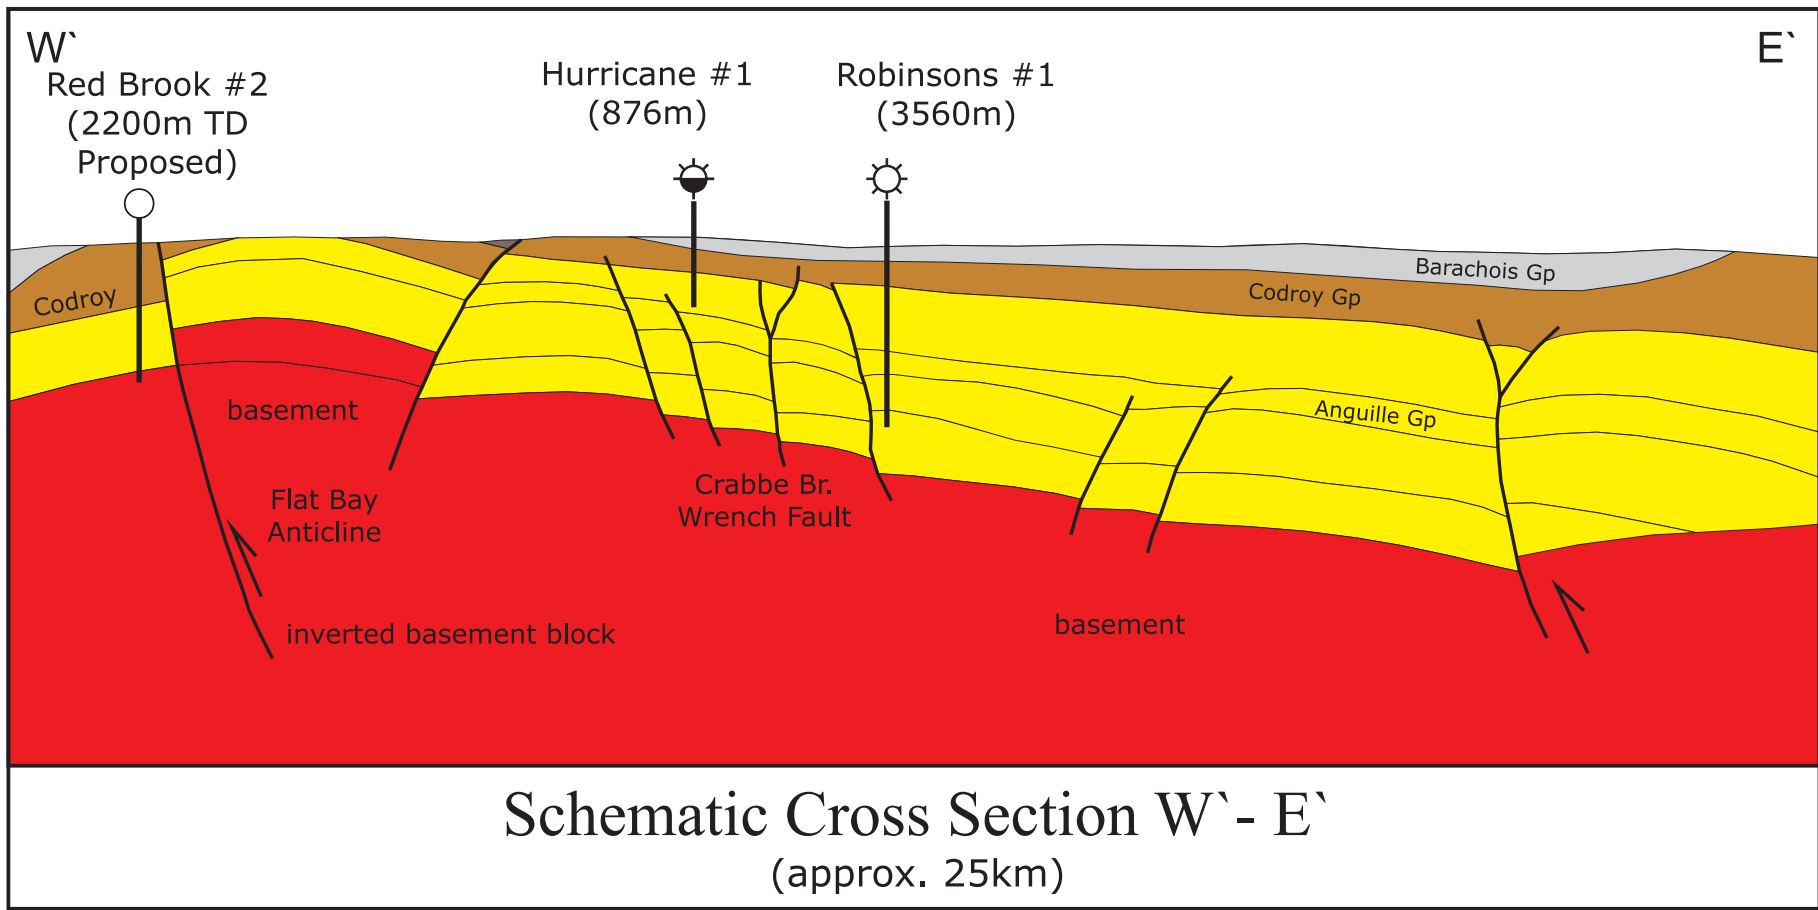 W`
E`
Red Brook #2
(2200m TD
Proposed)
Hurricane #1
(876m)
Robinsons #1
(3560m)
Barachois Gp
Codroy Gp
Codroy
Anguille Gp
basement
Flat Bay
Anticline
Crabbe Br.
Wrench Fault
inverted basement block
basement
Schematic Cross Section W`- E`
(approx. 25km)